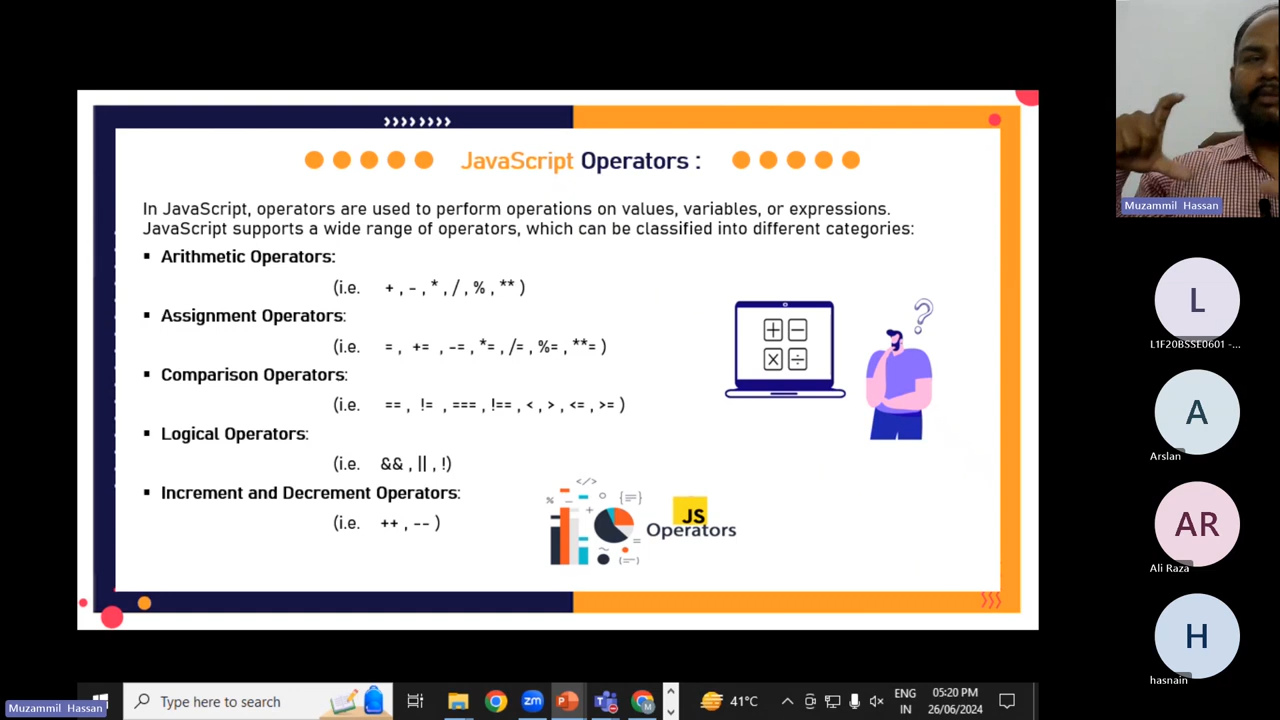 JavaScript Operators :
In JavaScript, operators are used to perform operations on values, variables, or expressions.
JavaScript supports a wide range of operators, which can be classified into different categories:
▪ Arithmetic Operators:
(i.e. + , - , * , / , % , ** )
▪ Assignment Operators:
(i.e. = , += , -= , *= , /= , %= , **= )
▪ Comparison Operators:
(i.e. == , != , === , !== , < , > , <= , >= )
▪ Logical Operators:
(i.e. && , || , !)
▪ Increment and Decrement Operators:
(i.e. ++ , -- )
JS
Operators
Muzammil Hassan
L
L1F20BSSE0601 -...
A
Arslan
AR
Ali Raza
H
hasnain
Muzammil Hassan
Type here to search
zm
41°C
ENG
IN
05:20 PM
26/06/2024